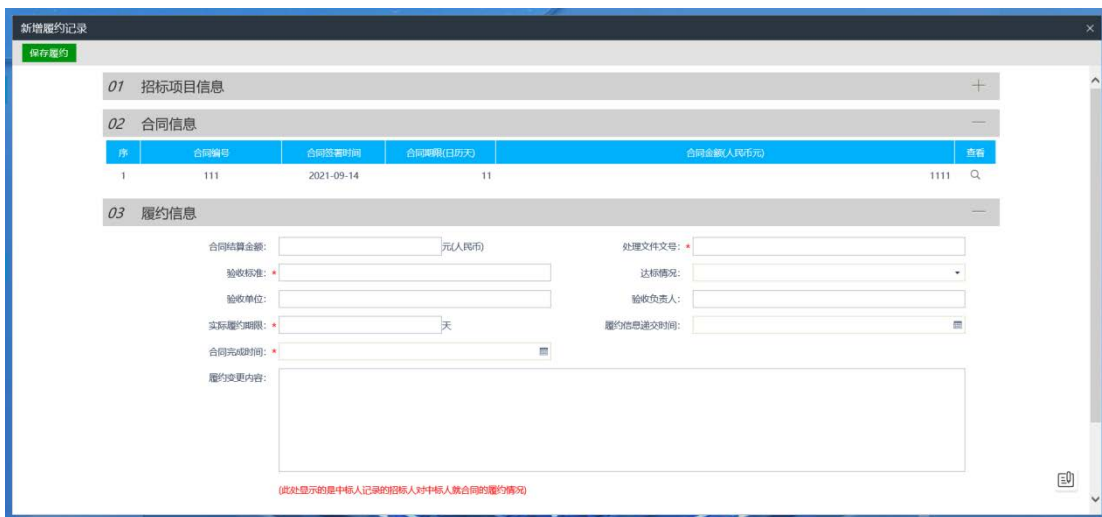 新增履约记录
保存履约
01 招标项目信息
02 合同信息
序 合同编号 合同签署时间 合同期限(日历天) 合同金额(人民币元) 查看
1 111 2021-09-14 11 1111
03 履约信息
合同结算金额: 元(人民币) 处理文件文号: *
验收标准: * 达标情况:
验收单位: 验收负责人:
实际履约期限: * 天 履约信息递交时间:
合同完成时间: *
履约变更内容:
(此处显示的是中标人记录的招标人对中标人就合同的履约情况)